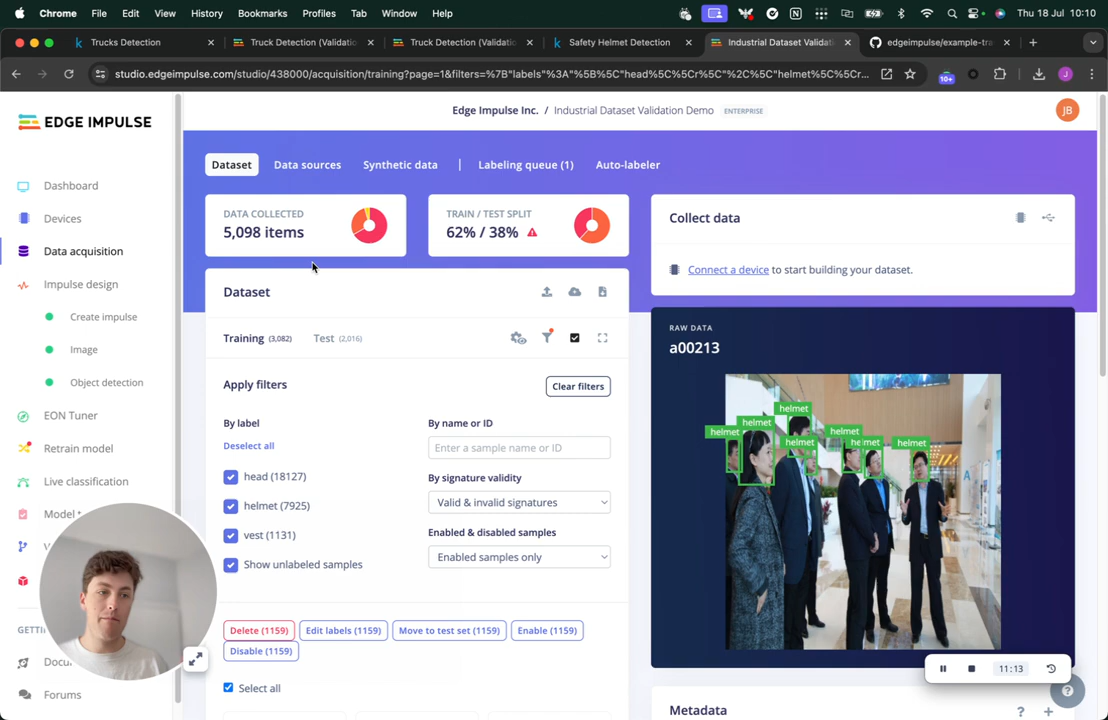 Chrome File Edit View History Bookmarks Profiles Tab Window Help Thu 18 Jul 10:10
Trucks Detection
Truck Detection (Validatio
Truck Detection (Validatio
Safety Helmet Detection
Industrial Dataset Validatio
edgeimpulse/example-tra
studio.edgeimpulse.com/studio/438000/acquisition/training?page=1&filters=%7B"labels"%3A"%5B%5C"head%5C%5Cr%5C"%2C%5C"helmet%5C%5Cr...
10+
J
EDGE IMPULSE
Edge Impulse Inc. / Industrial Dataset Validation Demo ENTERPRISE
JB
Dashboard
Devices
Data acquisition
Impulse design
Create impulse
Image
Object detection
EON Tuner
Retrain model
Live classification
Model t
V
GETTI
Docu
Forums
Dataset Data sources Synthetic data | Labeling queue (1) Auto-labeler
DATA COLLECTED
5,098 items
TRAIN / TEST SPLIT
62% / 38%
Dataset
Training (3,082) Test (2,016)
Apply filters
Clear filters
By label
Deselect all
head (18127)
helmet (7925)
vest (1131)
Show unlabeled samples
By name or ID
Enter a sample name or ID
By signature validity
Valid & invalid signatures
Enabled & disabled samples
Enabled samples only
Delete (1159) Edit labels (1159) Move to test set (1159) Enable (1159)
Disable (1159)
Select all
Collect data
Connect a device to start building your dataset.
RAW DATA
a00213
helmet
helmet
helmet
helmet
helmet
helmet
helmet
11:13
Metadata
?
+
?